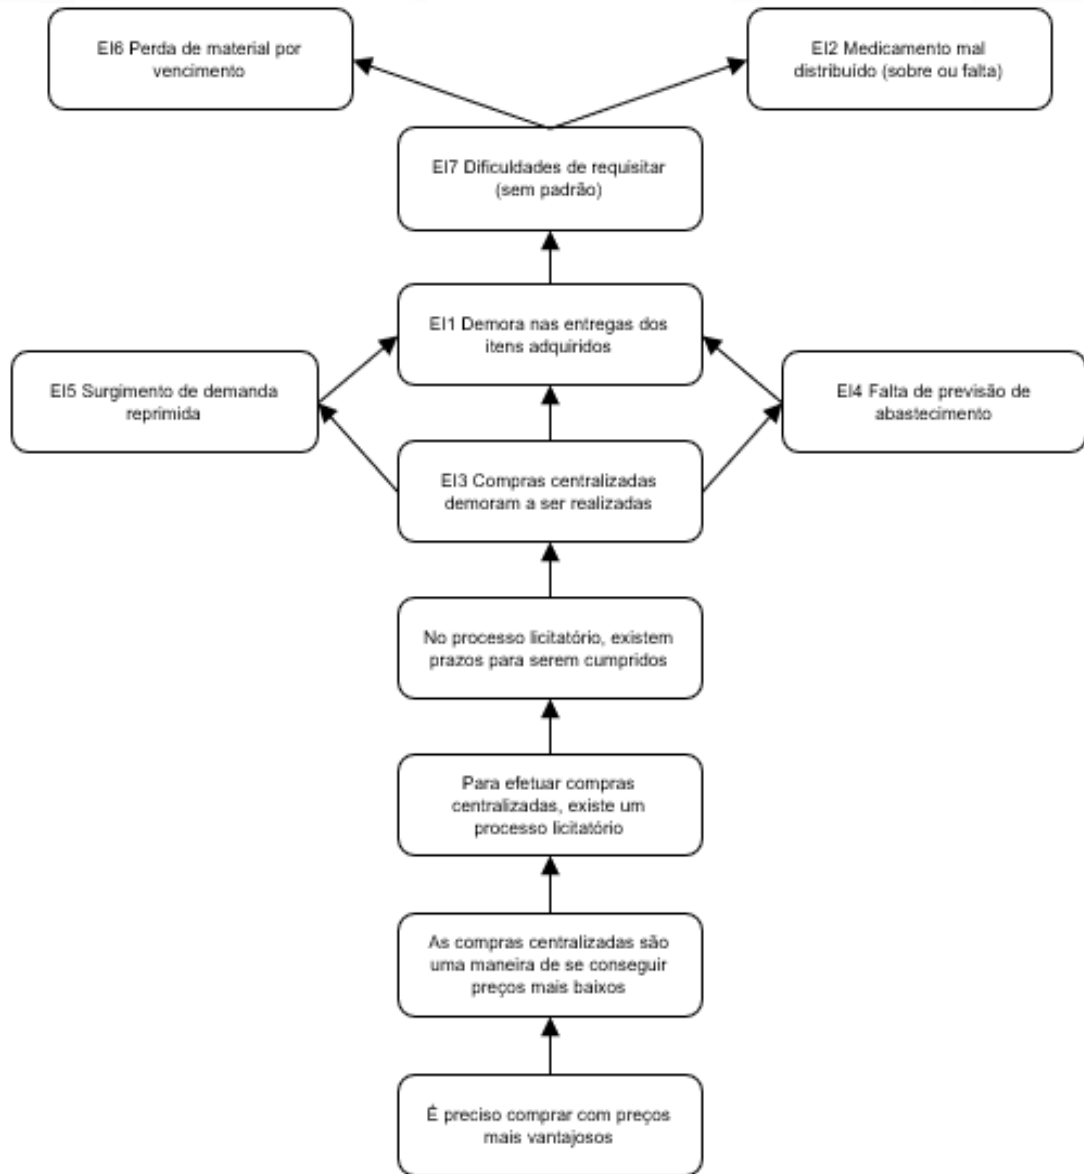 EI6 Perda de material por
vencimento
EI2 Medicamento mal
distribuído (sobre ou falta)
EI7 Dificuldades de requisitar
(sem padrão)
EI1 Demora nas entregas dos
itens adquiridos
EI5 Surgimento de demanda
reprimida
EI4 Falta de previsão de
abastecimento
EI3 Compras centralizadas
demoram a ser realizadas
No processo licitatório, existem
prazos para serem cumpridos
Para efetuar compras
centralizadas, existe um
processo licitatório
As compras centralizadas são
uma maneira de se conseguir
preços mais baixos
É preciso comprar com preços
mais vantajosos